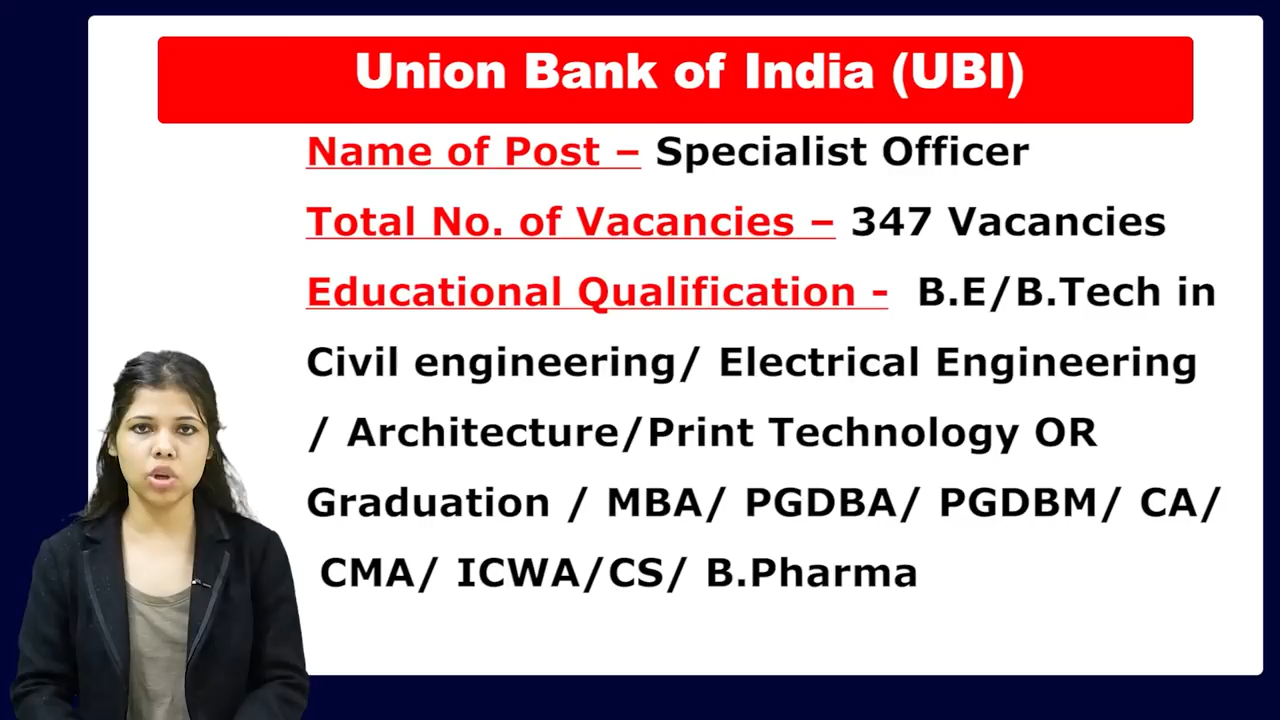 Union Bank of India (UBI)
Name of Post – Specialist Officer
Total No. of Vacancies – 347 Vacancies
Educational Qualification - B.E/B.Tech in
Civil engineering/ Electrical Engineering
/ Architecture/Print Technology OR
Graduation / MBA/ PGDBA/ PGDBM/ CA/
CMA/ ICWA/CS/ B.Pharma